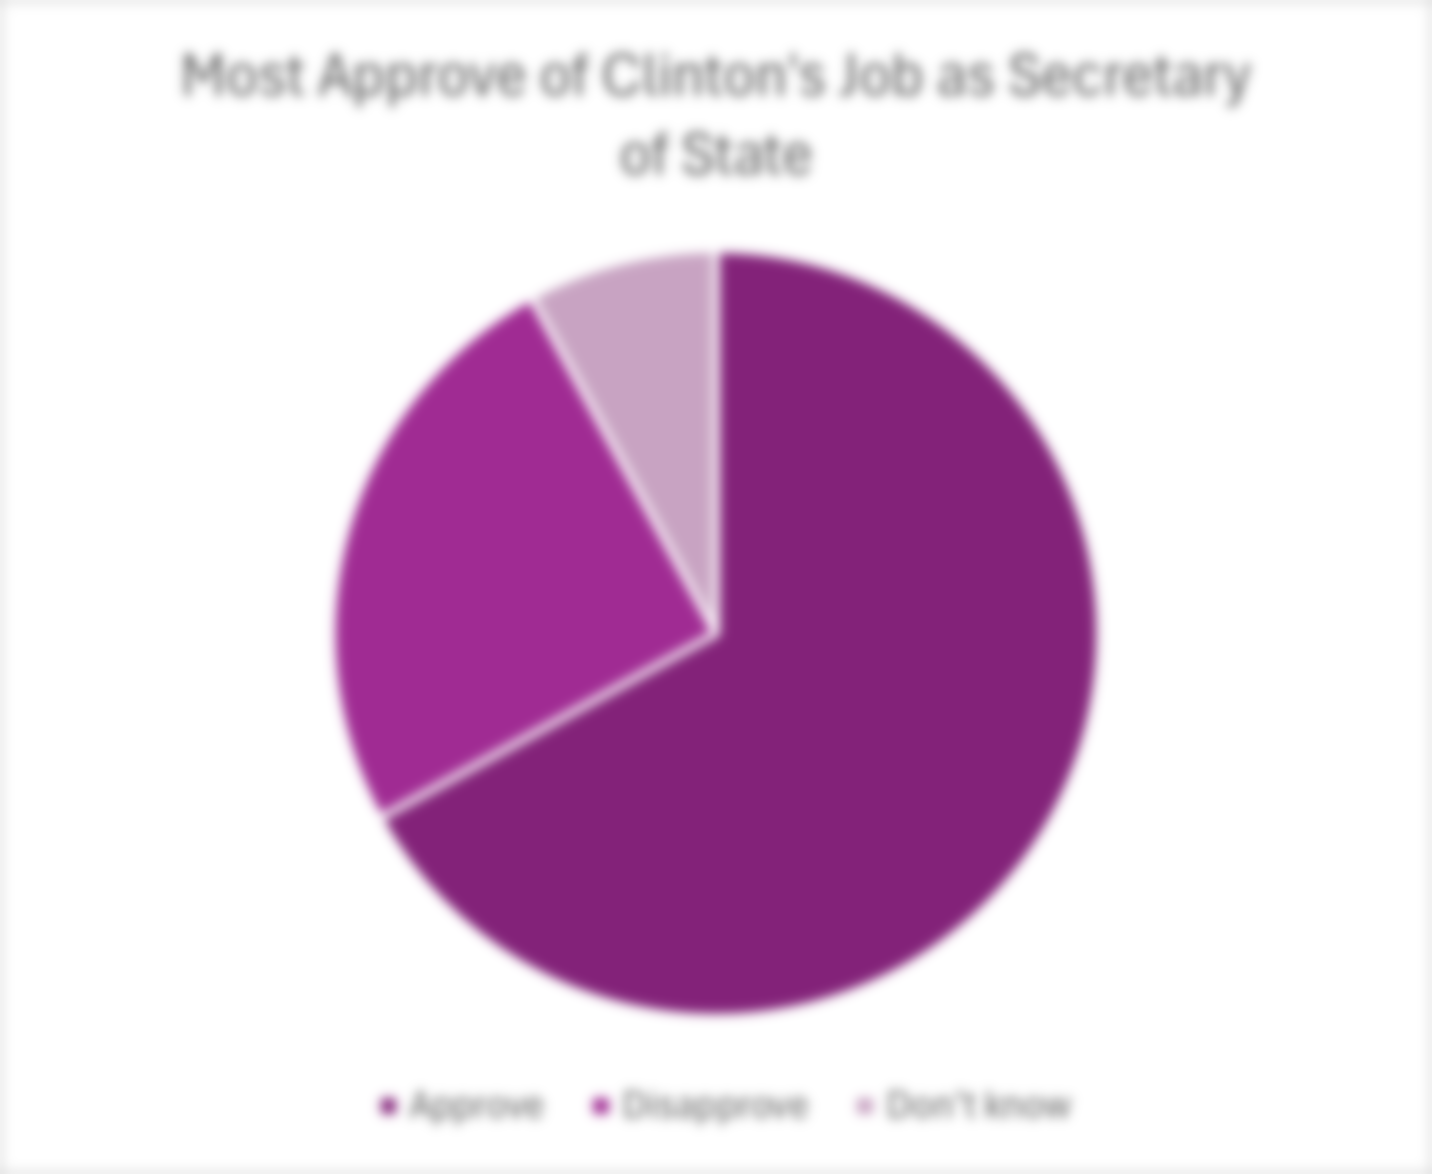 Most Approve of Clinton's Job as Secretary
of State
Approve Disapprove Don't know